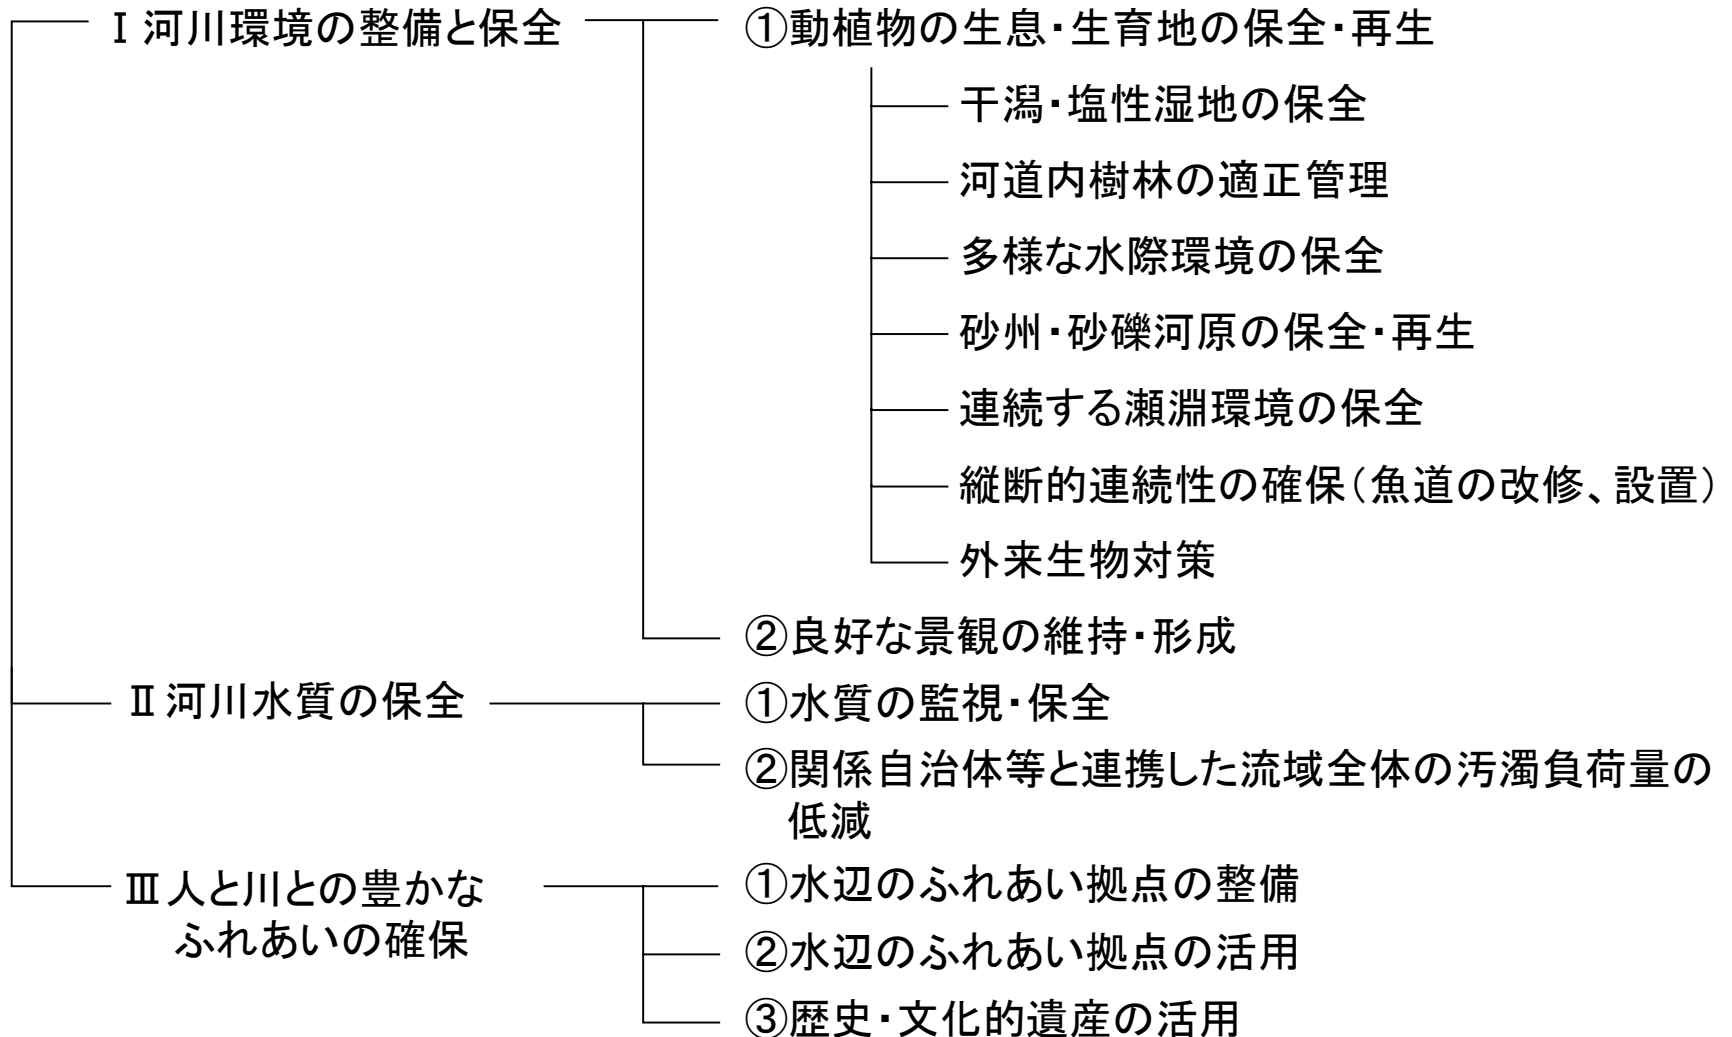 Ⅰ 河川環境の整備と保全
①動植物の生息・生育地の保全・再生
干潟・塩性湿地の保全
河道内樹林の適正管理
多様な水際環境の保全
砂州・砂礫河原の保全・再生
連続する瀬淵環境の保全
縦断的連続性の確保（魚道の改修、設置）
外来生物対策
②良好な景観の維持・形成
Ⅱ 河川水質の保全
①水質の監視・保全
②関係自治体等と連携した流域全体の汚濁負荷量の
低減
Ⅲ 人と川との豊かな
ふれあいの確保
①水辺のふれあい拠点の整備
②水辺のふれあい拠点の活用
③歴史・文化的遺産の活用